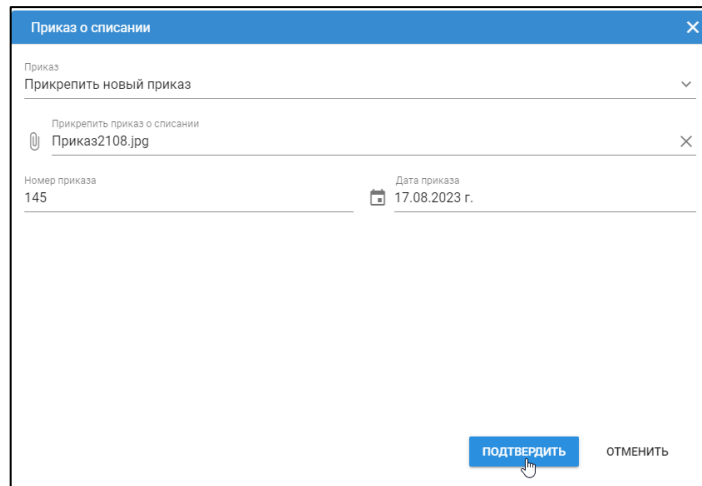 Приказ о списании
Приказ
Прикрепить новый приказ
Прикрепить приказ о списании
Приказ2108.jpg
Номер приказа
145
Дата приказа
17.08.2023 г.
ПОДТВЕРДИТЬ ОТМЕНИТЬ